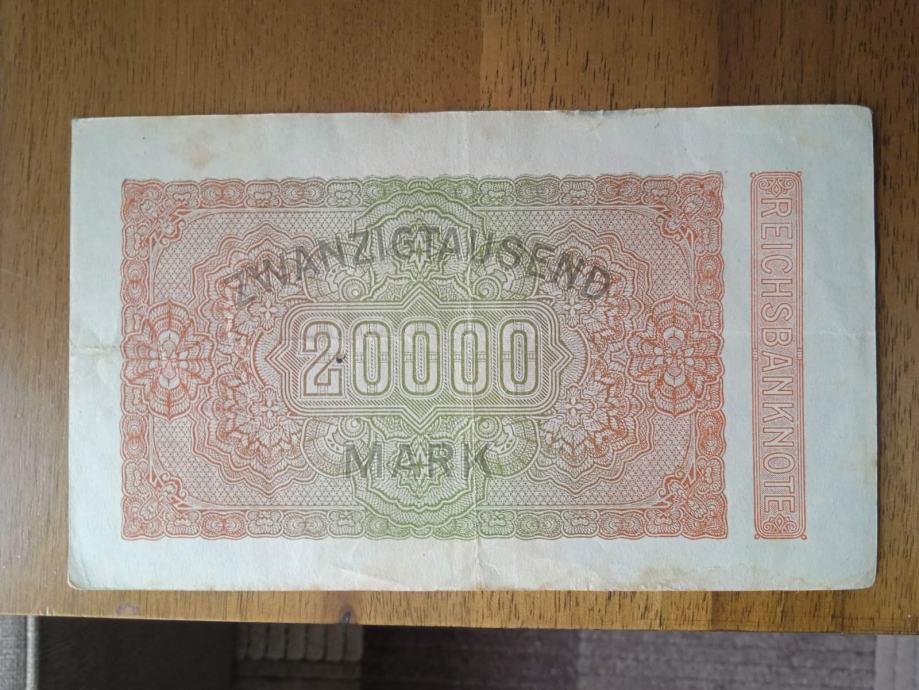 ZWANZIGTAUSEND
20000
MARK
REICHSBANKNOTE